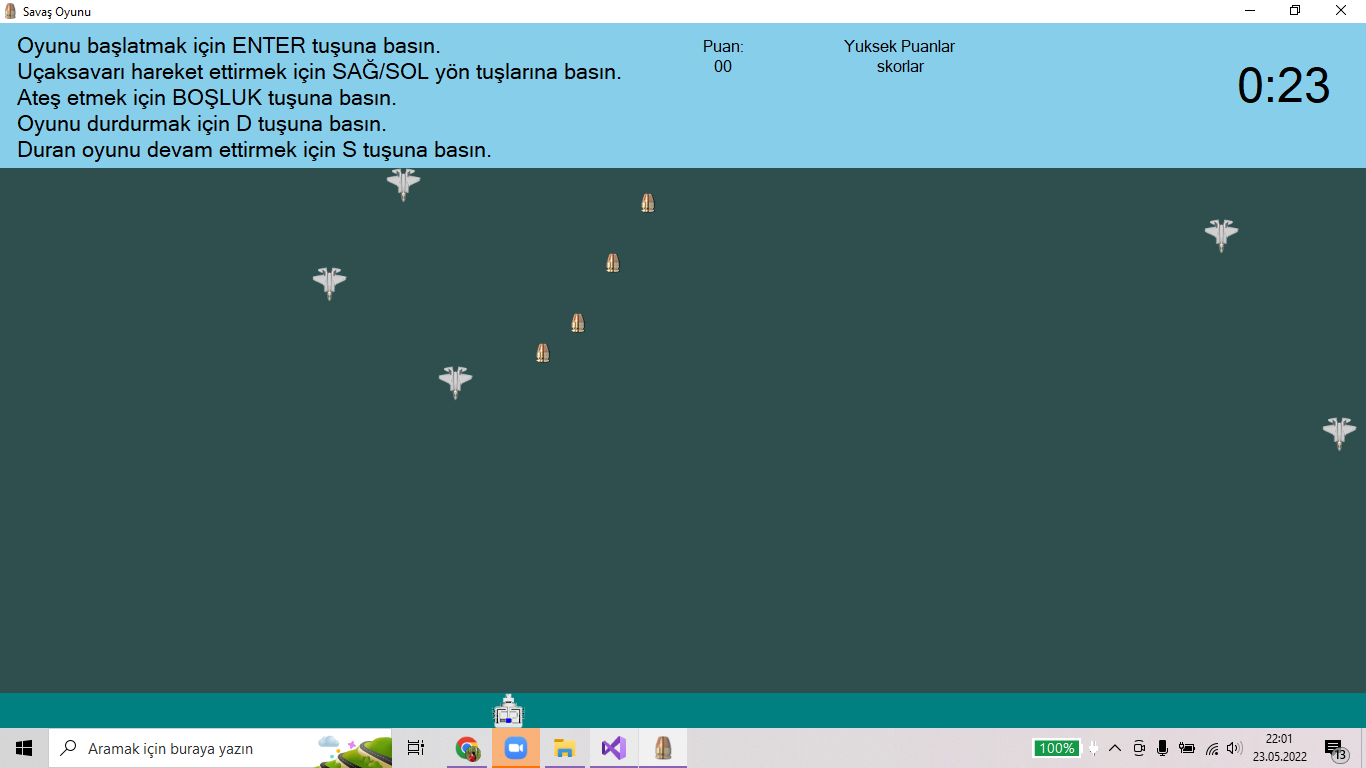 Savaş Oyunu
Oyunu başlatmak için ENTER tuşuna basın.
Uçaksavarı hareket ettirmek için SAĞ/SOL yön tuşlarına basın.
Ateş etmek için BOŞLUK tuşuna basın.
Oyunu durdurmak için D tuşuna basın.
Duran oyunu devam ettirmek için S tuşuna basın.
Puan:
00
Yuksek Puanlar
skorlar
0:23
Aramak için buraya yazın
100%
22:01
23.05.2022
13